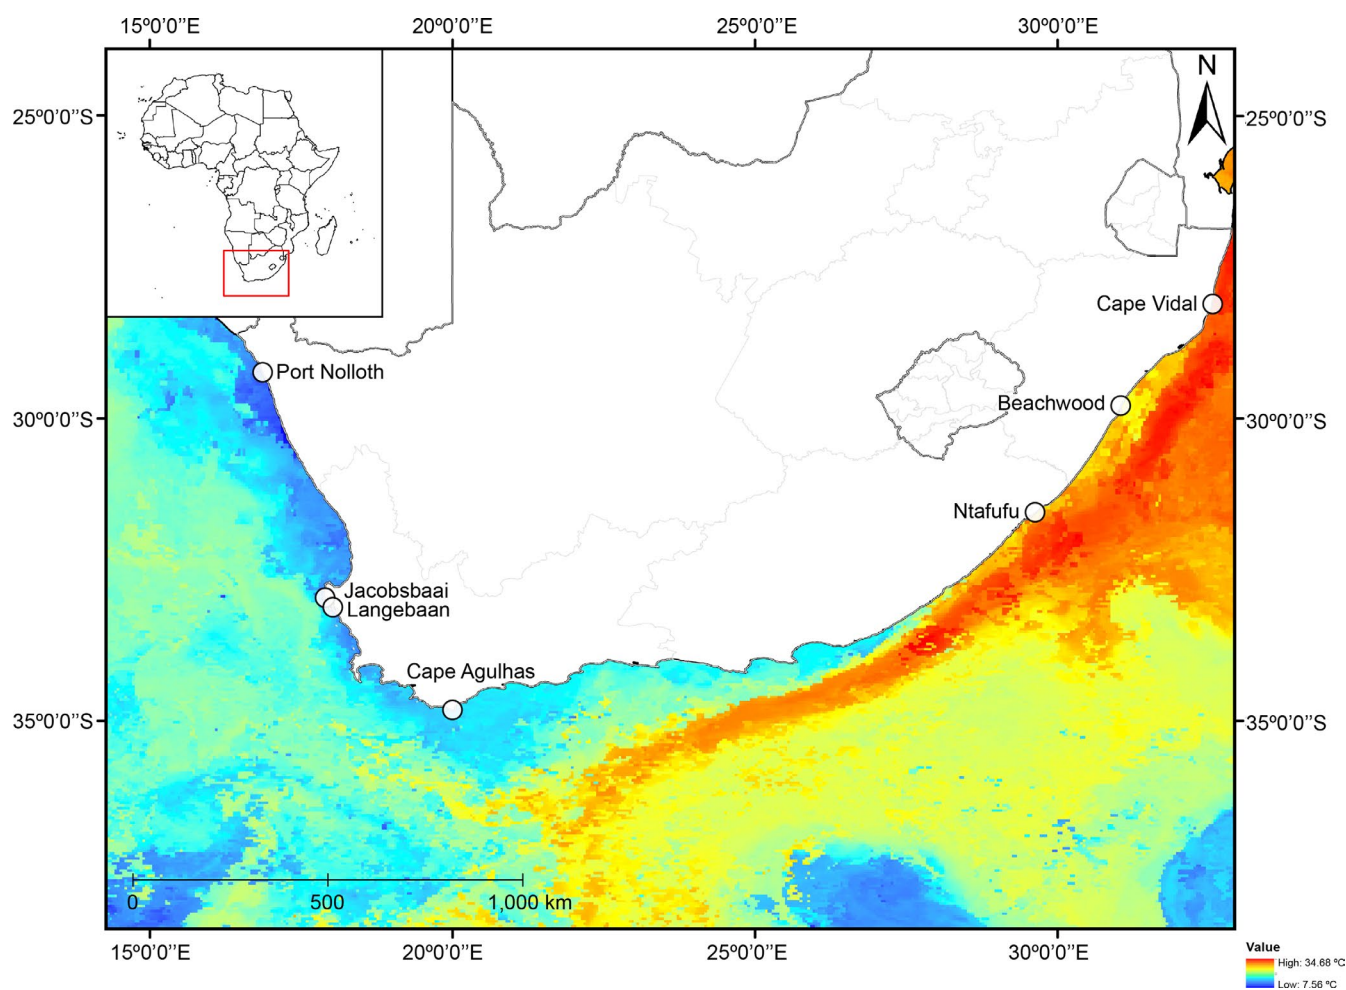 15º0'0''E 20º0'0''E 25º0'0''E 30º0'0''E
N
25º0'0''S 25º0'0''S
Cape Vidal
Port Nolloth
Beachwood
30º0'0''S 30º0'0''S
Ntafufu
Jacobsbaai
Langebaan
Cape Agulhas
35º0'0''S 35º0'0''S
0 500 1,000 km
15º0'0''E 20º0'0''E 25º0'0''E 30º0'0''E
Value
High: 34.68 ºC
Low: 7.56 ºC